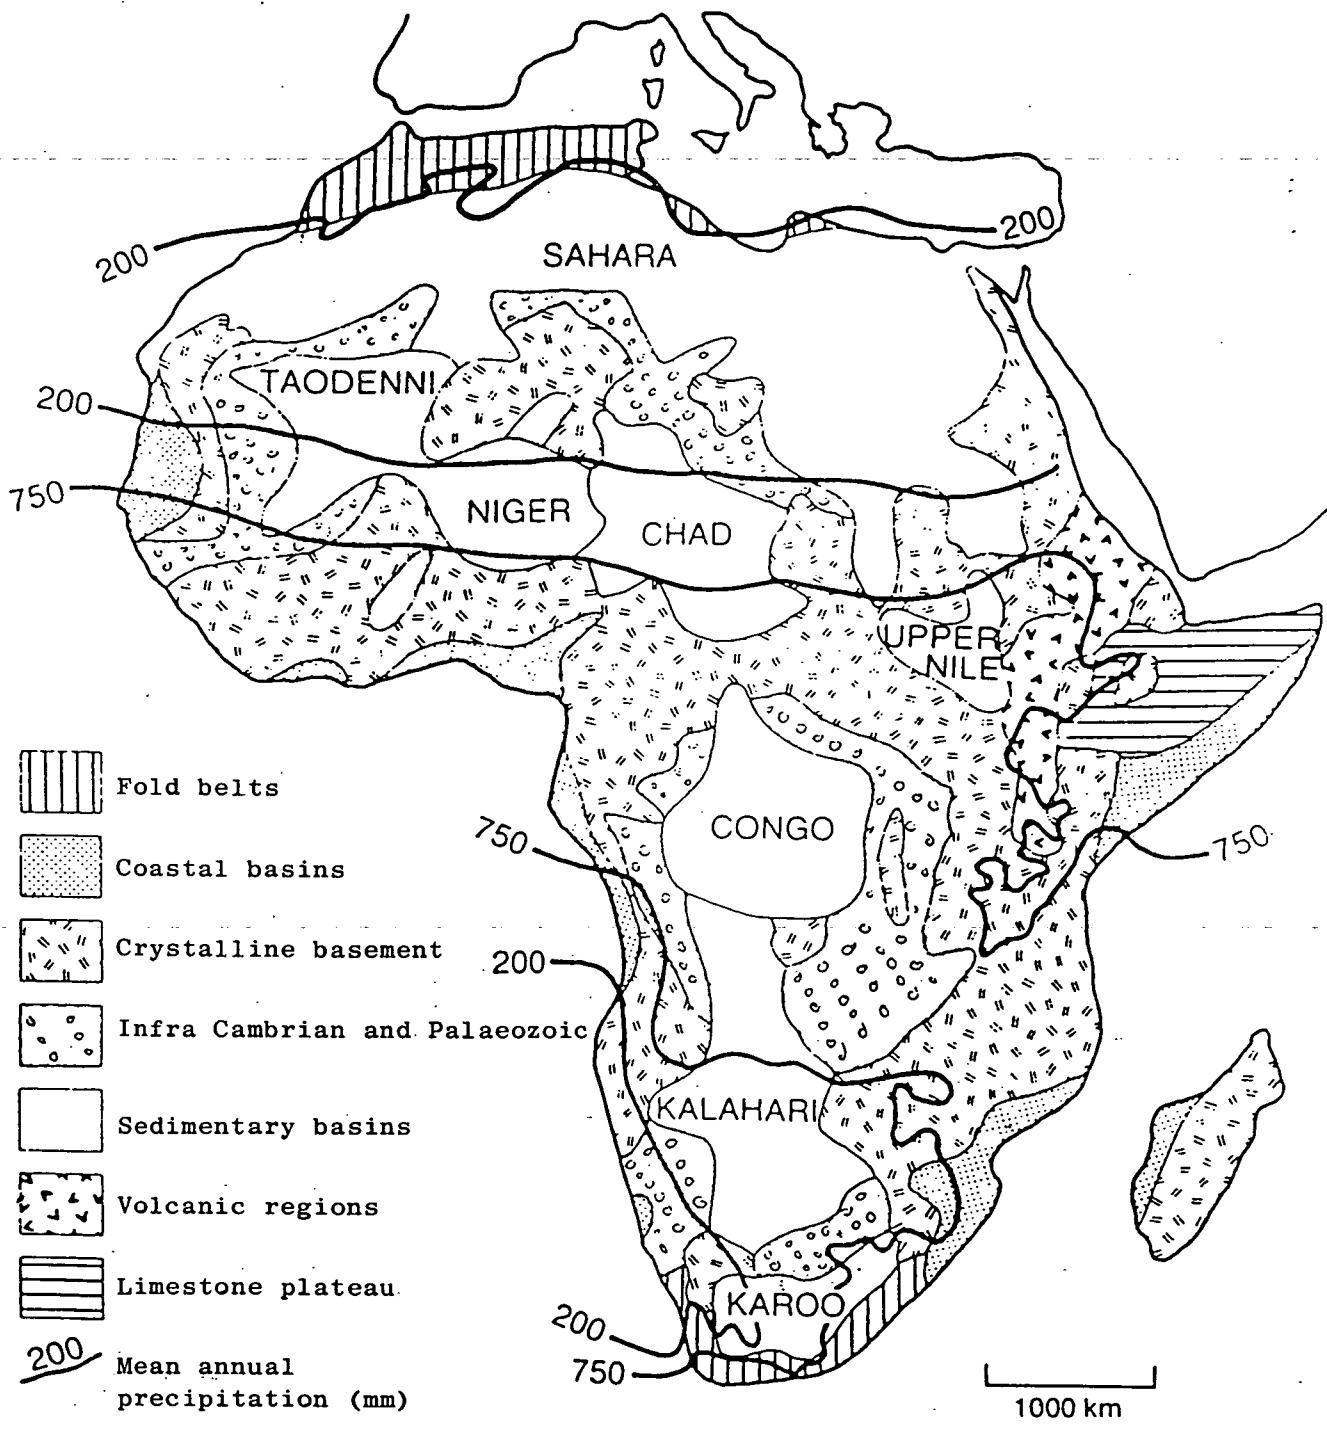 200
200
SAHARA
TAODENNI
200
750
NIGER
CHAD
UPPER
NILE
Fold belts
CONGO
750
750
Coastal basins
Crystalline basement
200
Infra Cambrian and Palaeozoic
KALAHARI
Sedimentary basins
Volcanic regions
Limestone plateau
KAROO
200
200
Mean annual
precipitation (mm)
750
1000 km